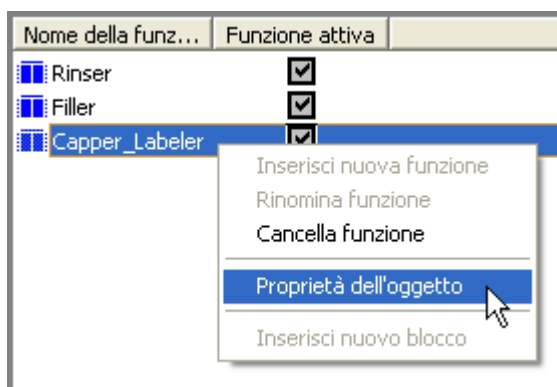 Nome della funz... Funzione attiva
Rinser
Filler
Capper_Labeler
Inserisci nuova funzione
Rinomina funzione
Cancella funzione
Proprietà dell'oggetto
Inserisci nuovo blocco